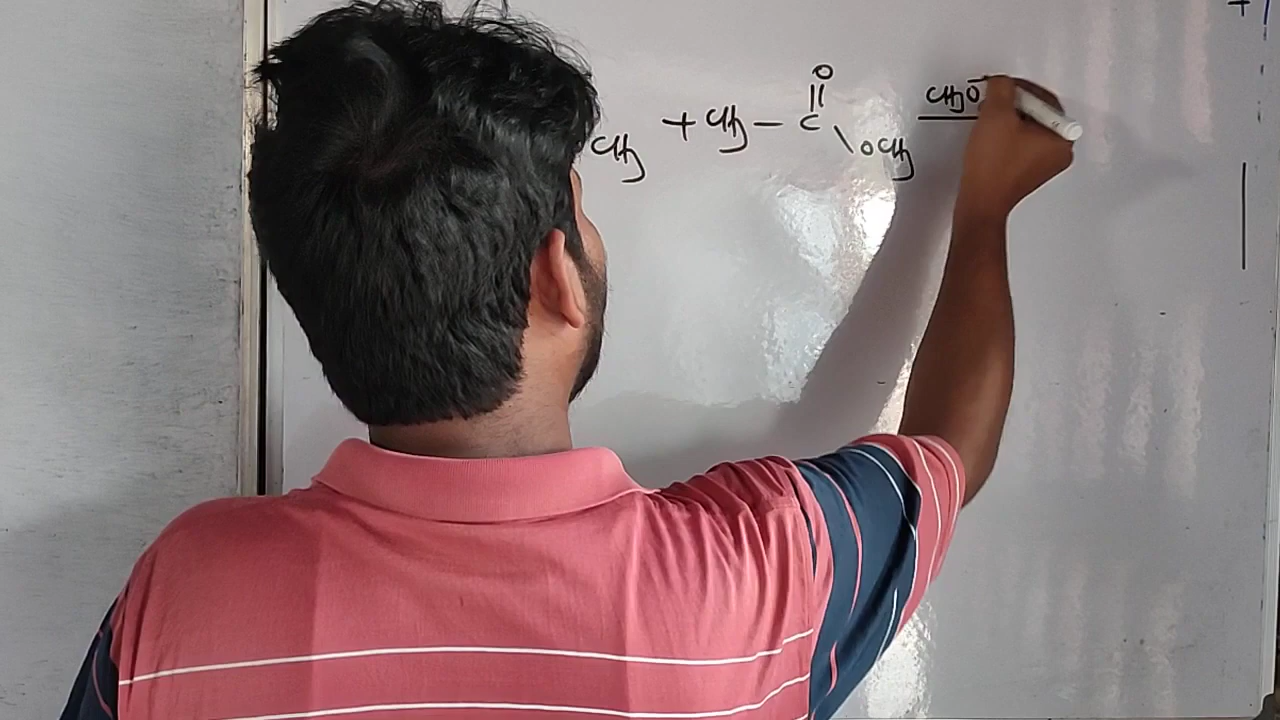 O
CH3 + CH3 — C CH3O⁻
OCH3
+